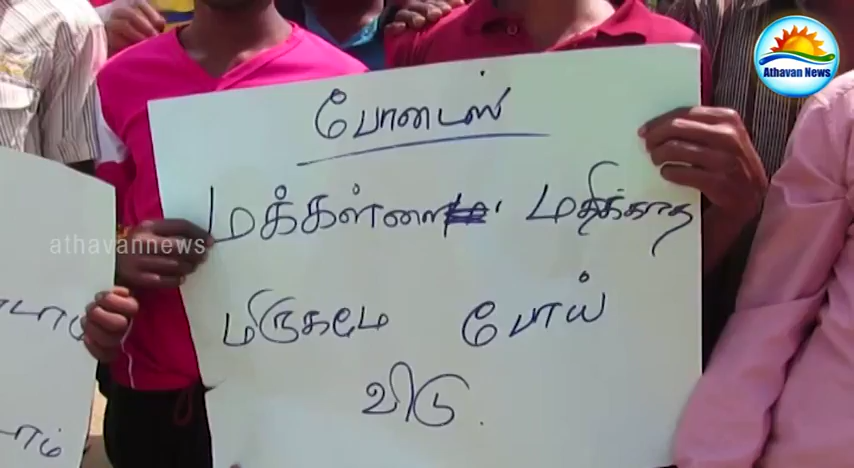 Athavan News
போடைஸ்
மக்கள்ளை மதிக்காத
athavannews
மிருகமே போய்
விடு.